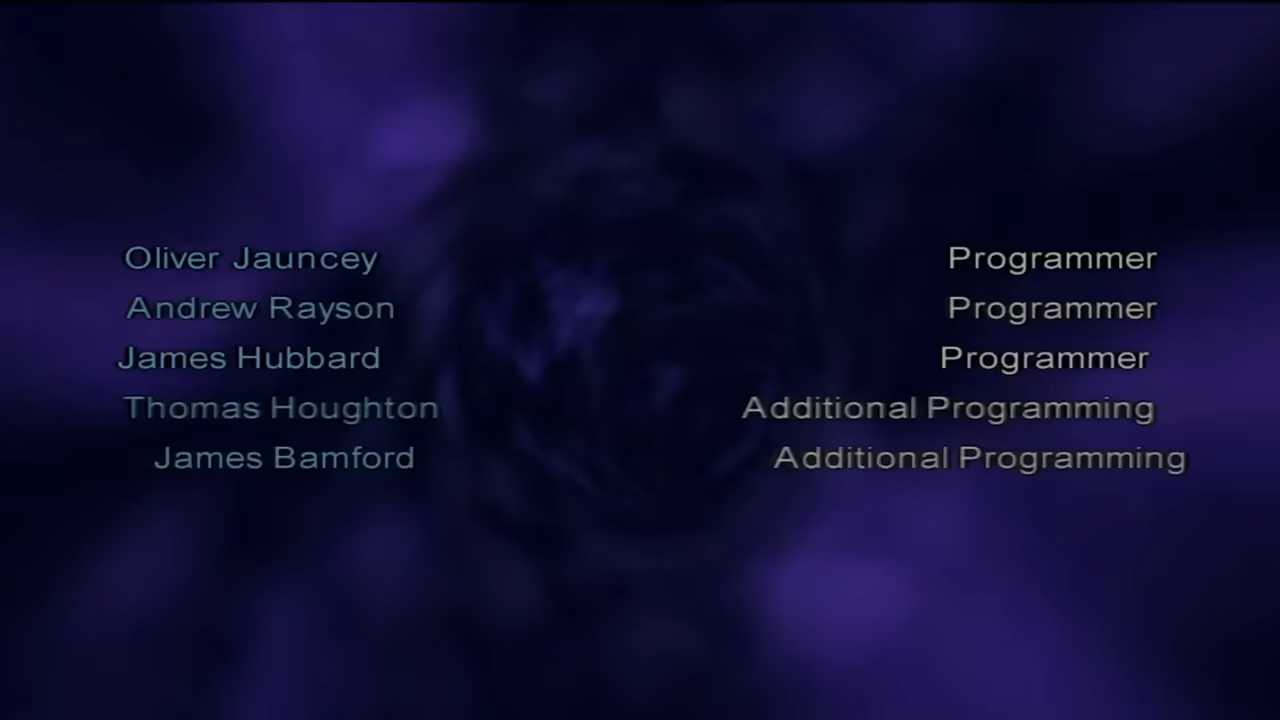 Oliver Jauncey Programmer
Andrew Rayson Programmer
James Hubbard Programmer
Thomas Houghton Additional Programming
James Bamford Additional Programming